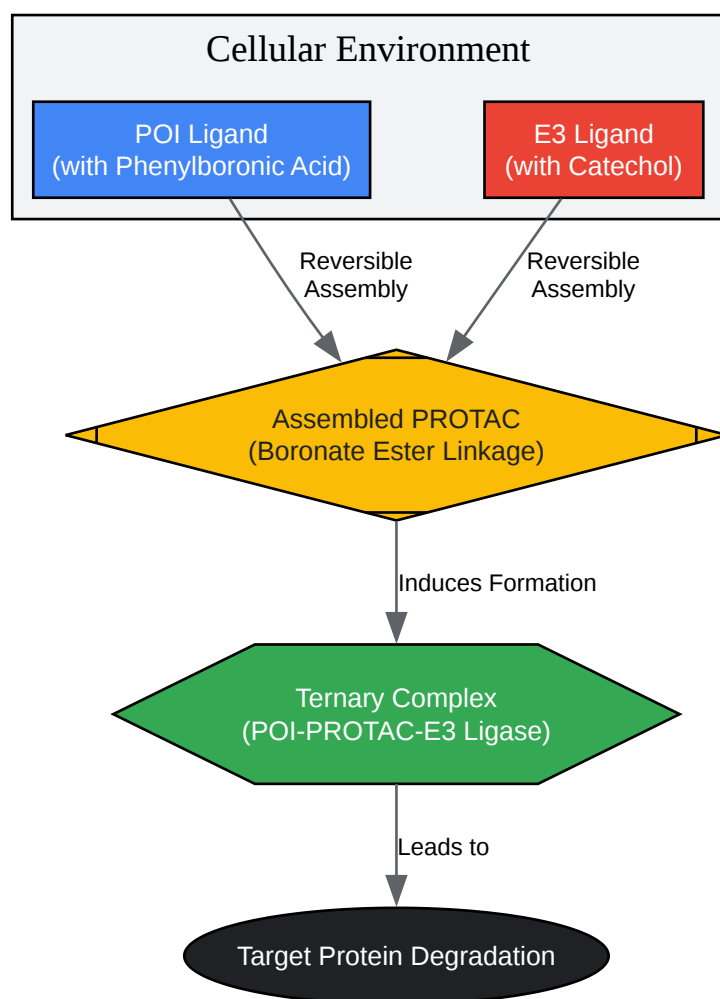 Cellular Environment
POI Ligand
(with Phenylboronic Acid)
E3 Ligand
(with Catechol)
Reversible
Assembly
Reversible
Assembly
Assembled PROTAC
(Boronate Ester Linkage)
Induces Formation
Ternary Complex
(POI-PROTAC-E3 Ligase)
Leads to
Target Protein Degradation